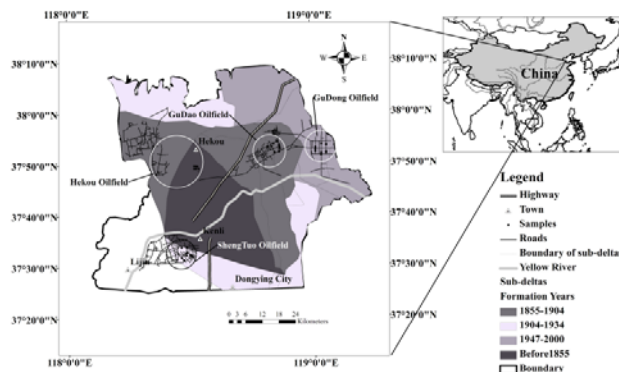 118°0'0"E
119°0'0"E
38°10'0"N
38°0'0"N
37°50'0"N
37°40'0"N
37°30'0"N
37°20'0"N
N
W
E
S
GuDong Oilfield
GuDao Oilfield
Hekou
Hekou Oilfield
Kenli
ShengTuo Oilfield
Lijin
Dongying City
0 3 6 12 18 24
Kilometers
38°10'0"N
38°0'0"N
37°50'0"N
37°40'0"N
37°30'0"N
37°20'0"N
118°0'0"E
119°0'0"E
China
Legend
Highway
Town
Samples
Roads
Boundary of sub-delta
Yellow River
Sub-deltas
Formation Years
1855-1904
1904-1934
1947-2000
Before1855
Boundary